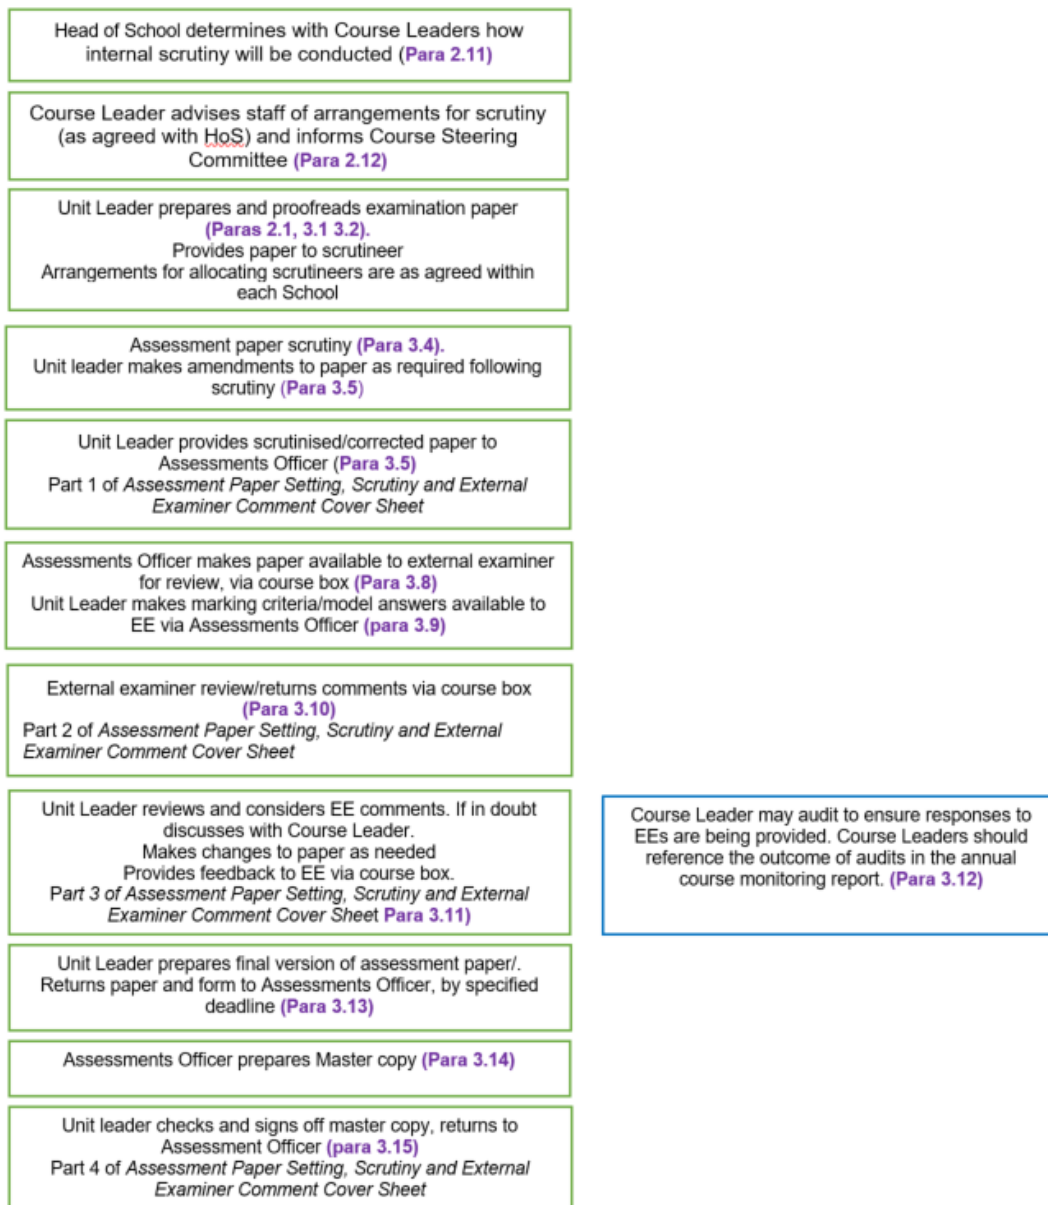 Head of School determines with Course Leaders how
internal scrutiny will be conducted (Para 2.11)
Course Leader advises staff of arrangements for scrutiny
(as agreed with HoS) and informs Course Steering
Committee (Para 2.12)
Unit Leader prepares and proofreads examination paper
(Paras 2.1, 3.1 3.2).
Provides paper to scrutineer
Arrangements for allocating scrutineers are as agreed within
each School
Assessment paper scrutiny (Para 3.4).
Unit leader makes amendments to paper as required following
scrutiny (Para 3.5)
Unit Leader provides scrutinised/corrected paper to
Assessments Officer (Para 3.5)
Part 1 of Assessment Paper Setting, Scrutiny and External
Examiner Comment Cover Sheet
Assessments Officer makes paper available to external examiner
for review, via course box (Para 3.8)
Unit Leader makes marking criteria/model answers available to
EE via Assessments Officer (para 3.9)
External examiner review/returns comments via course box
(Para 3.10)
Part 2 of Assessment Paper Setting, Scrutiny and External
Examiner Comment Cover Sheet
Unit Leader reviews and considers EE comments. If in doubt
discusses with Course Leader.
Makes changes to paper as needed
Provides feedback to EE via course box.
Part 3 of Assessment Paper Setting, Scrutiny and External
Examiner Comment Cover Sheet Para 3.11)
Course Leader may audit to ensure responses to
EEs are being provided. Course Leaders should
reference the outcome of audits in the annual
course monitoring report. (Para 3.12)
Unit Leader prepares final version of assessment paper/.
Returns paper and form to Assessments Officer, by specified
deadline (Para 3.13)
Assessments Officer prepares Master copy (Para 3.14)
Unit leader checks and signs off master copy, returns to
Assessment Officer (para 3.15)
Part 4 of Assessment Paper Setting, Scrutiny and External
Examiner Comment Cover Sheet